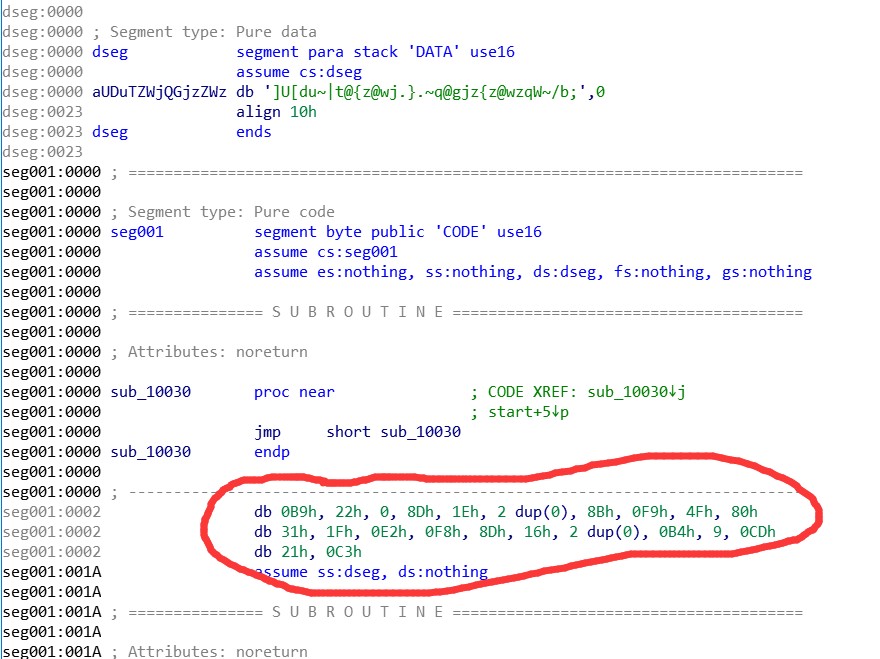 dseg:0000
dseg:0000 ; Segment type: Pure data
dseg:0000 dseg segment para stack 'DATA' use16
dseg:0000 assume cs:dseg
dseg:0000 aUDuTZWjQGjzZWz db ']U[du~|t@{z@wj.}.~q@gjz{z@wzqW~/b;',0
dseg:0023 align 10h
dseg:0023 dseg ends
dseg:0023
seg001:0000 ; ===========================================================================
seg001:0000
seg001:0000 ; Segment type: Pure code
seg001:0000 seg001 segment byte public 'CODE' use16
seg001:0000 assume cs:seg001
seg001:0000 assume es:nothing, ss:nothing, ds:dseg, fs:nothing, gs:nothing
seg001:0000
seg001:0000 ; =============== S U B R O U T I N E =======================================
seg001:0000
seg001:0000 ; Attributes: noreturn
seg001:0000
seg001:0000 sub_10030 proc near ; CODE XREF: sub_10030↓j
seg001:0000 ; start+5↓p
seg001:0000 jmp short sub_10030
seg001:0000 sub_10030 endp
seg001:0000
seg001:0000 ; ---------------------------------------------------------------------------
seg001:0002 db 0B9h, 22h, 0, 8Dh, 1Eh, 2 dup(0), 8Bh, 0F9h, 4Fh, 80h
seg001:0002 db 31h, 1Fh, 0E2h, 0F8h, 8Dh, 16h, 2 dup(0), 0B4h, 9, 0CDh
seg001:0002 db 21h, 0C3h
seg001:001A assume ss:dseg, ds:nothing
seg001:001A
seg001:001A ; =============== S U B R O U T I N E =======================================
seg001:001A
seg001:001A ; Attributes: noreturn